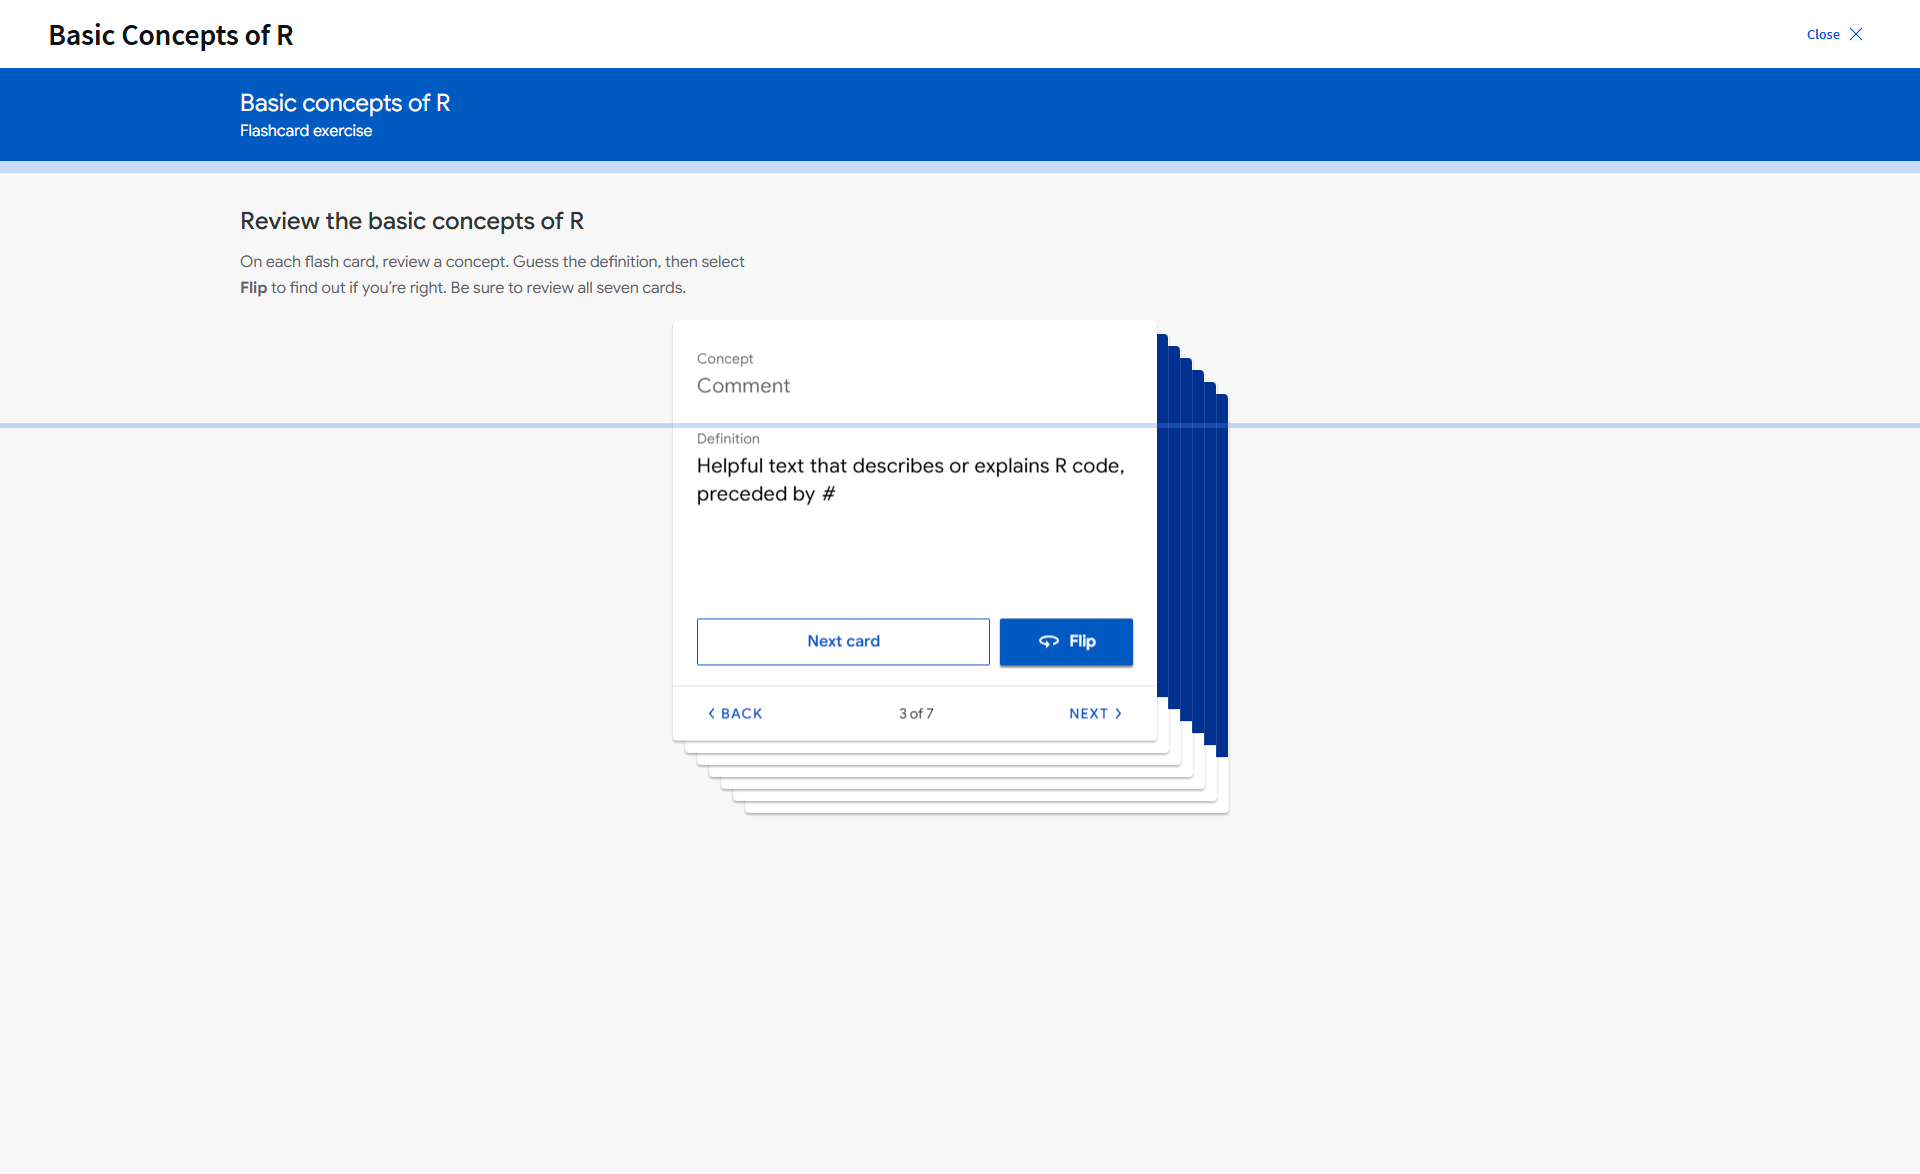 Basic Concepts of R
Close
Basic concepts of R
Flashcard exercise
Review the basic concepts of R
On each flash card, review a concept. Guess the definition, then select
Flip to find out if you’re right. Be sure to review all seven cards.
Concept
Comment
Definition
Helpful text that describes or explains R code,
preceded by #
Next card
Flip
BACK
3 of 7
NEXT